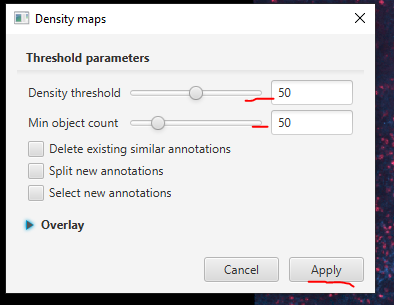 Density maps
Threshold parameters
Density threshold 50
Min object count 50
Delete existing similar annotations
Split new annotations
Select new annotations
Overlay
Cancel Apply